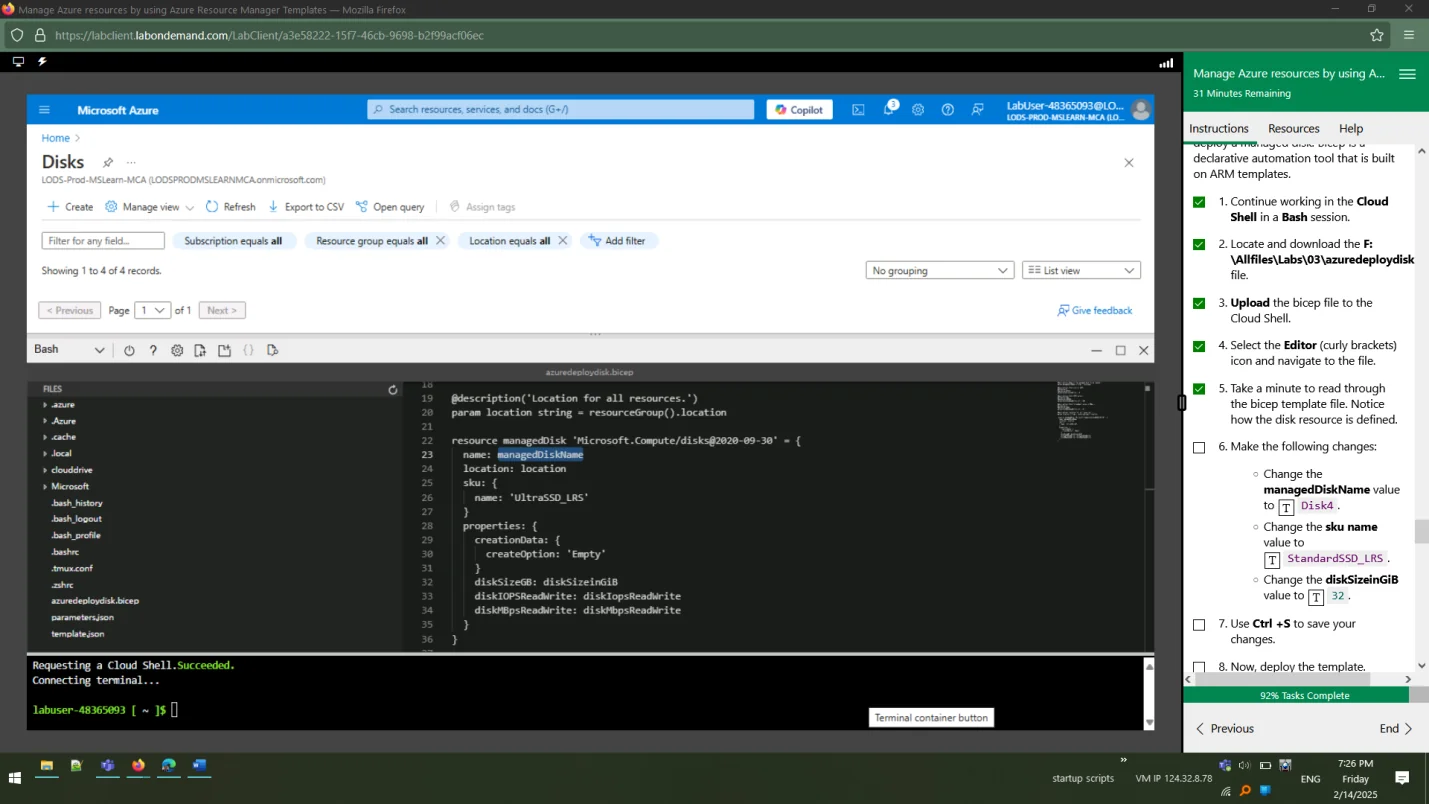 Manage Azure resources by using Azure Resource Manager Templates — Mozilla Firefox
https://labclient.labondemand.com/LabClient/a3e58222-15f7-46cb-9698-b2f99acf06ec
Microsoft Azure
Search resources, services, and docs (G+/)
Copilot
3
LabUser-48365093@LO...
LODS-PROD-MSLEARN-MCA (LO...
Home >
Disks
...
LODS-Prod-MSLearn-MCA (LODSPRODMSLEARNMCA.onmicrosoft.com)
Create
Manage view
Refresh
Export to CSV
Open query
Assign tags
Filter for any field...
Subscription equals all
Resource group equals all
Location equals all
Add filter
Showing 1 to 4 of 4 records.
No grouping
List view
< Previous
Page
1
of 1
Next >
Give feedback
Bash
azuredeploydisk.bicep
FILES
.azure
.Azure
.cache
.local
clouddrive
Microsoft
.bash_history
.bash_logout
.bash_profile
.bashrc
.tmux.conf
.zshrc
azuredeploydisk.bicep
parameters.json
template.json
18
19 @description('Location for all resources.')
20 param location string = resourceGroup().location
21
22 resource managedDisk 'Microsoft.Compute/disks@2020-09-30' = {
23 name: managedDiskName
24 location: location
25 sku: {
26 name: 'UltraSSD_LRS'
27 }
28 properties: {
29 creationData: {
30 createOption: 'Empty'
31 }
32 diskSizeGB: diskSizeinGiB
33 diskIOPSReadWrite: diskIopsReadWrite
34 diskMBpsReadWrite: diskMbpsReadWrite
35 }
36 }
Requesting a Cloud Shell.Succeeded.
Connecting terminal...
labuser-48365093 [ ~ ]$
Terminal container button
Manage Azure resources by using A...
31 Minutes Remaining
Instructions
Resources
Help
deploy a managed disk. Bicep is a
declarative automation tool that is built
on ARM templates.
1. Continue working in the Cloud
Shell in a Bash session.
2. Locate and download the F:
\Allfiles\Labs\03\azuredeploydisk
file.
3. Upload the bicep file to the
Cloud Shell.
4. Select the Editor (curly brackets)
icon and navigate to the file.
5. Take a minute to read through
the bicep template file. Notice
how the disk resource is defined.
6. Make the following changes:
Change the
managedDiskName value
to T Disk4.
Change the sku name
value to
T StandardSSD_LRS.
Change the diskSizeinGiB
value to T 32.
7. Use Ctrl +S to save your
changes.
8. Now, deploy the template.
92% Tasks Complete
Previous
End
startup scripts
VM IP 124.32.8.78
ENG
7:26 PM
Friday
2/14/2025